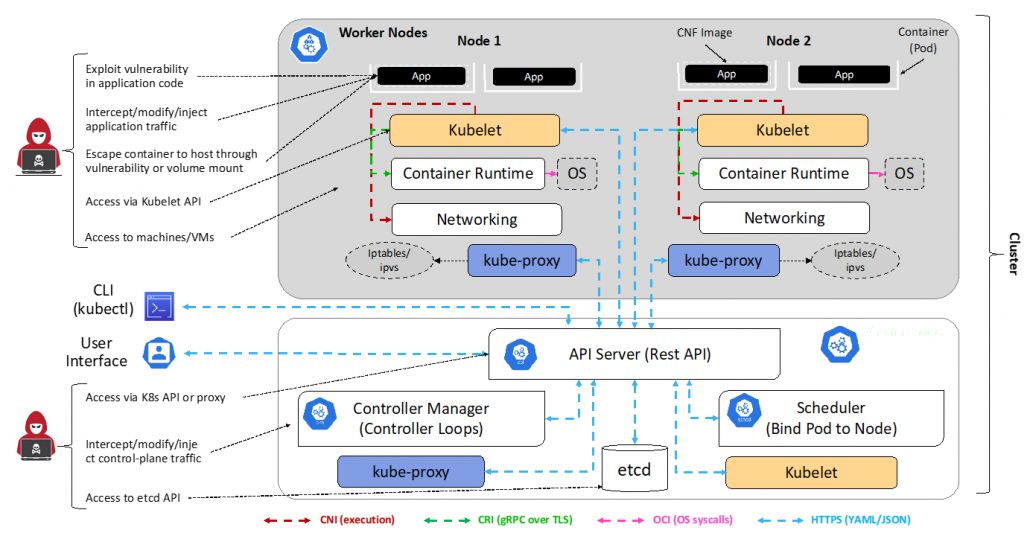 Worker Nodes
Node 1
Node 2
CNF Image
Container
(Pod)
App
App
App
App
Exploit vulnerability
in application code
Intercept/modify/inject
application traffic
Escape container to host through
vulnerability or volume mount
Access via Kubelet API
Access to machines/VMs
Kubelet
Kubelet
Container Runtime
OS
Container Runtime
OS
Networking
Networking
Iptables/
ipvs
kube-proxy
kube-proxy
Iptables/
ipvs
Cluster
CLI
(kubectl)
User
Interface
API Server (Rest API)
Access via K8s API or proxy
Intercept/modify/inje
ct control-plane traffic
Access to etcd API
Controller Manager
(Controller Loops)
Scheduler
(Bind Pod to Node)
kube-proxy
etcd
Kubelet
CNI (execution)
CRI (gRPC over TLS)
OCI (OS syscalls)
HTTPS (YAML/JSON)